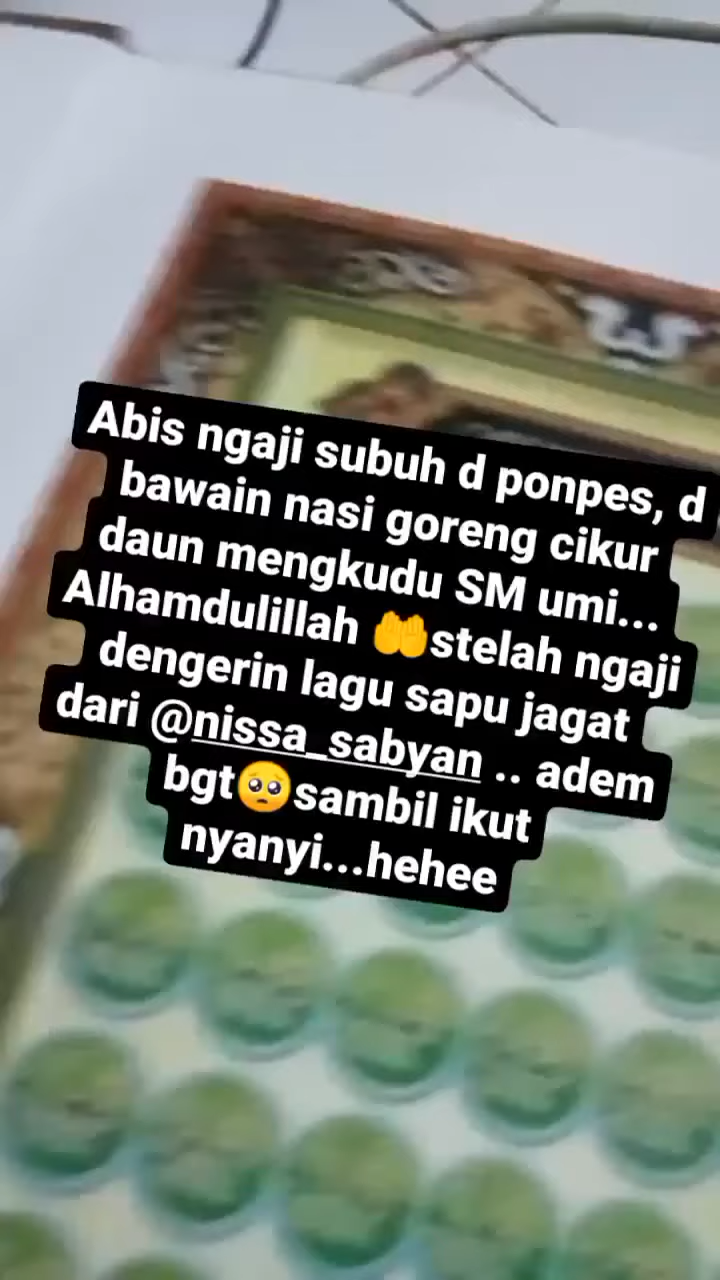 Abis ngaji subuh d ponpes, d
bawain nasi goreng cikur
daun mengkudu SM umi...
Alhamdulillah 🤲stelah ngaji
dengerin lagu sapu jagat
dari @nissa_sabyan .. adem
bgt🥺sambil ikut
nyanyi...hehee